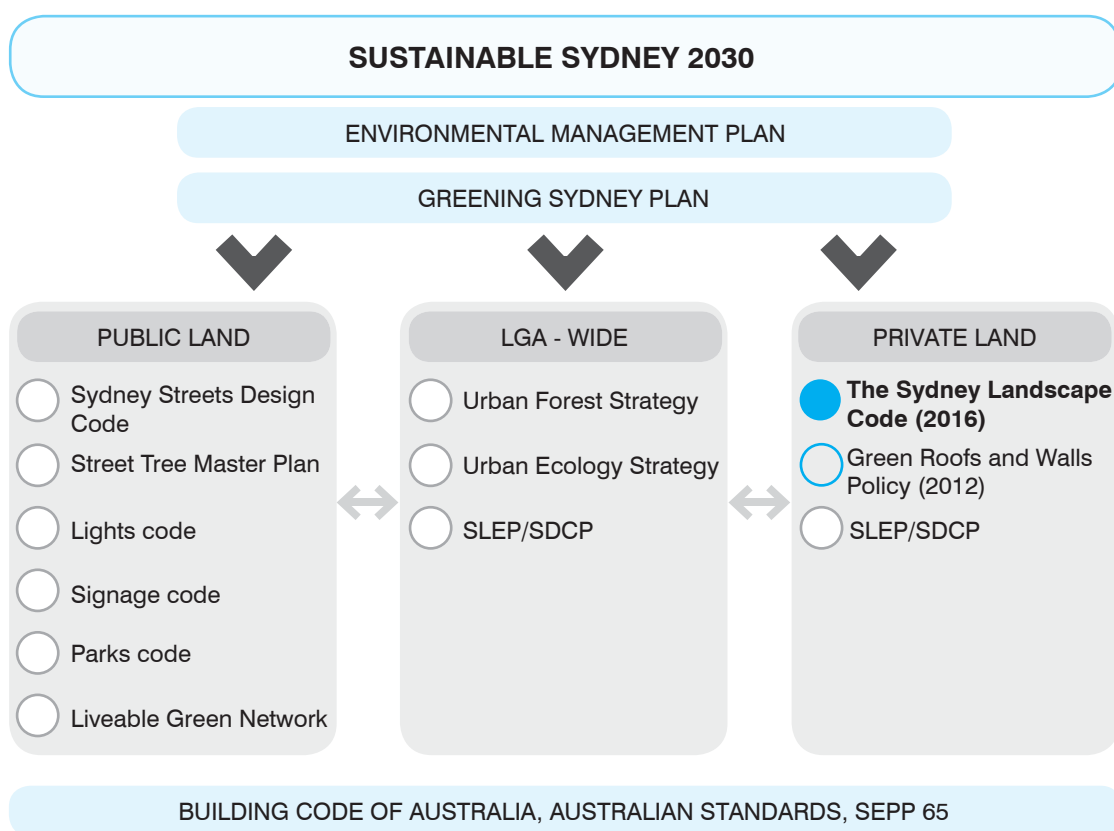 SUSTAINABLE SYDNEY 2030
ENVIRONMENTAL MANAGEMENT PLAN
GREENING SYDNEY PLAN
PUBLIC LAND
Sydney Streets Design
Code
Street Tree Master Plan
Lights code
Signage code
Parks code
Liveable Green Network
LGA - WIDE
Urban Forest Strategy
Urban Ecology Strategy
SLEP/SDCP
PRIVATE LAND
The Sydney Landscape
Code (2016)
Green Roofs and Walls
Policy (2012)
SLEP/SDCP
BUILDING CODE OF AUSTRALIA, AUSTRALIAN STANDARDS, SEPP 65